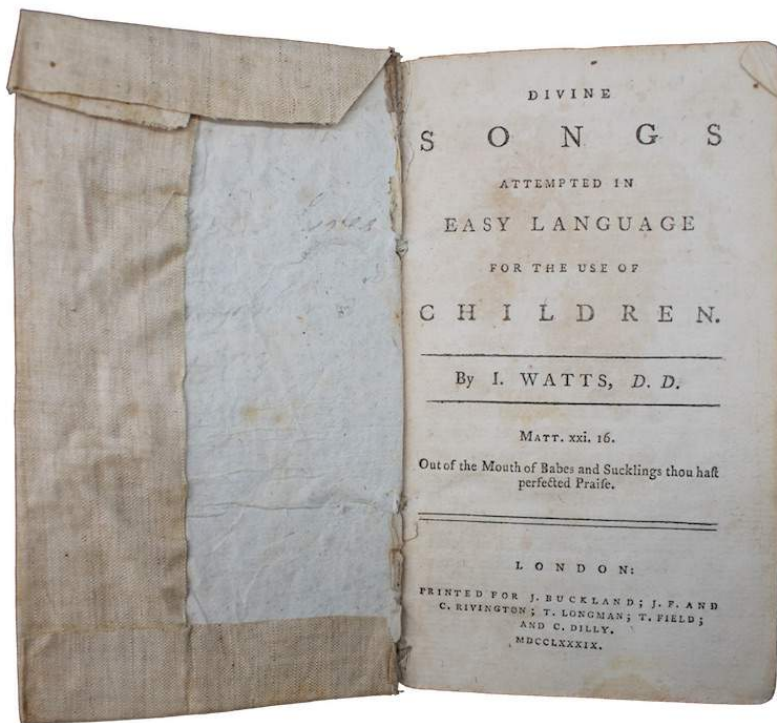 DIVINE
SONGS
ATTEMPTED IN
EASY LANGUAGE
FOR THE USE OF
CHILDREN.
By I. WATTS, D. D.
MATT. xxi. 16.
Out of the Mouth of Babes and Sucklings thou haſt
perfected Praiſe.
LONDON:
PRINTED FOR J. BUCKLAND; J. F. AND
C. RIVINGTON; T. LONGMAN; T. FIELD;
AND C. DILLY.
MDCCLXXXIX.